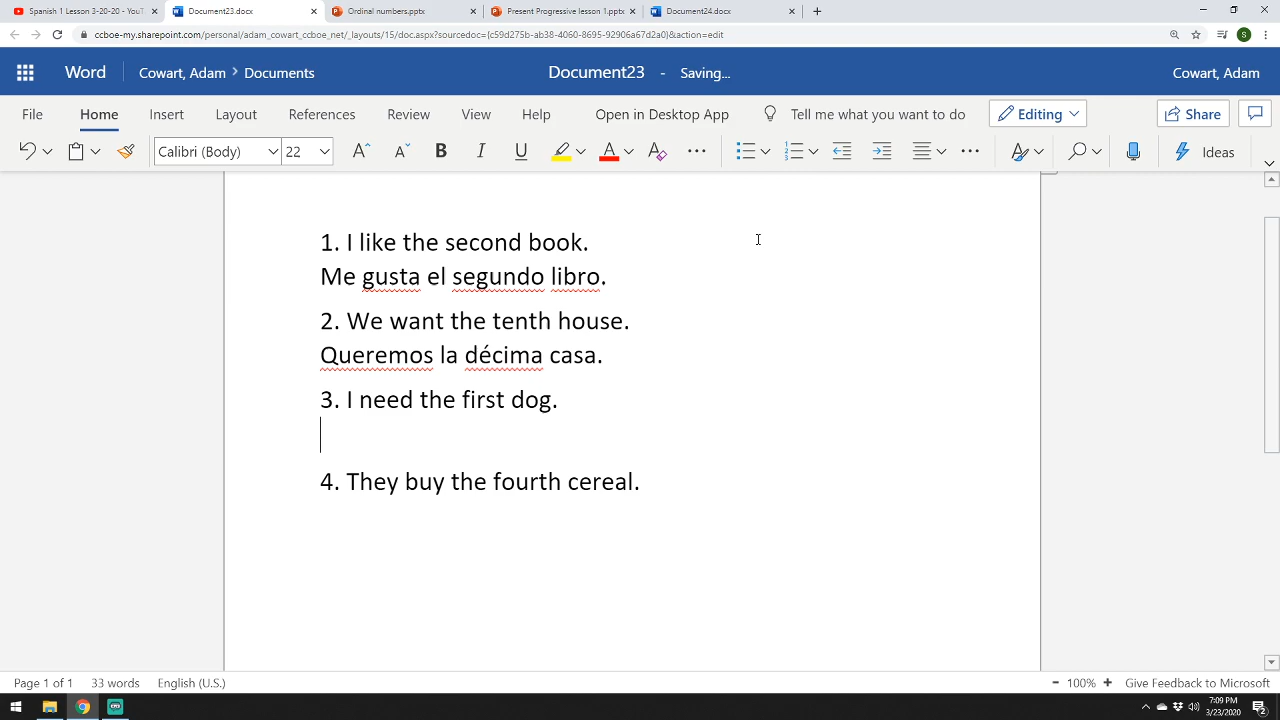 Spanish 1 Lesson 3-20-20 - YouT
Document23.docx
Ordinal numbers.pptx
Present Progressive lesson 1.pptx
Document24.docx
ccboe-my.sharepoint.com/personal/adam_cowart_ccboe_net/_layouts/15/doc.aspx?sourcedoc={c59d275b-ab38-4060-8695-92906a67d2a0}&action=edit
S
Word
Cowart, Adam > Documents
Document23 - Saving...
Cowart, Adam
File Home Insert Layout References Review View Help Open in Desktop App Tell me what you want to do Editing Share
Calibri (Body) 22 Ideas
1. I like the second book.
Me gusta el segundo libro.
2. We want the tenth house.
Queremos la décima casa.
3. I need the first dog.
4. They buy the fourth cereal.
Page 1 of 1 33 words English (U.S.) 100% Give Feedback to Microsoft
7:09 PM
3/23/2020